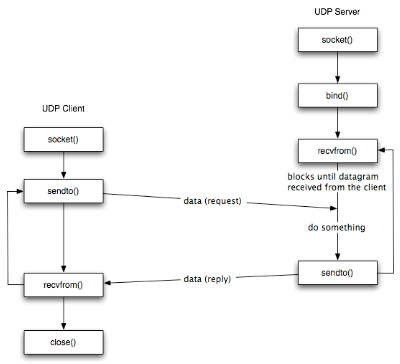 UDP Server
socket()
bind()
UDP Client
socket()
recvfrom()
blocks until datagram
received from the client
sendto()
data (request)
do something
sendto()
data (reply)
recvfrom()
close()